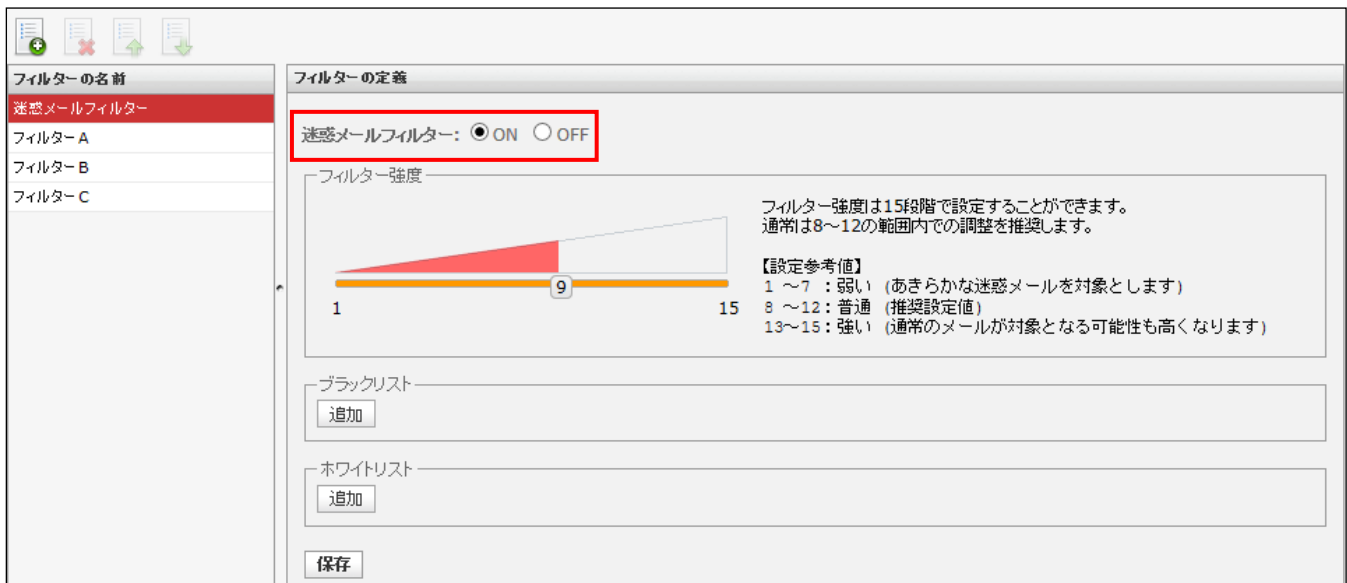 フィルターの名前
迷惑メールフィルター
フィルターA
フィルターB
フィルターC
フィルターの定義
迷惑メールフィルター: ON OFF
フィルター強度
9
1 15
フィルター強度は15段階で設定することができます。
通常は8～12の範囲内での調整を推奨します。
【設定参考値】
1 ～7 ：弱い (あきらかな迷惑メールを対象とします)
8 ～12：普通 (推奨設定値)
13～15：強い (通常のメールが対象となる可能性も高くなります)
ブラックリスト
追加
ホワイトリスト
追加
保存